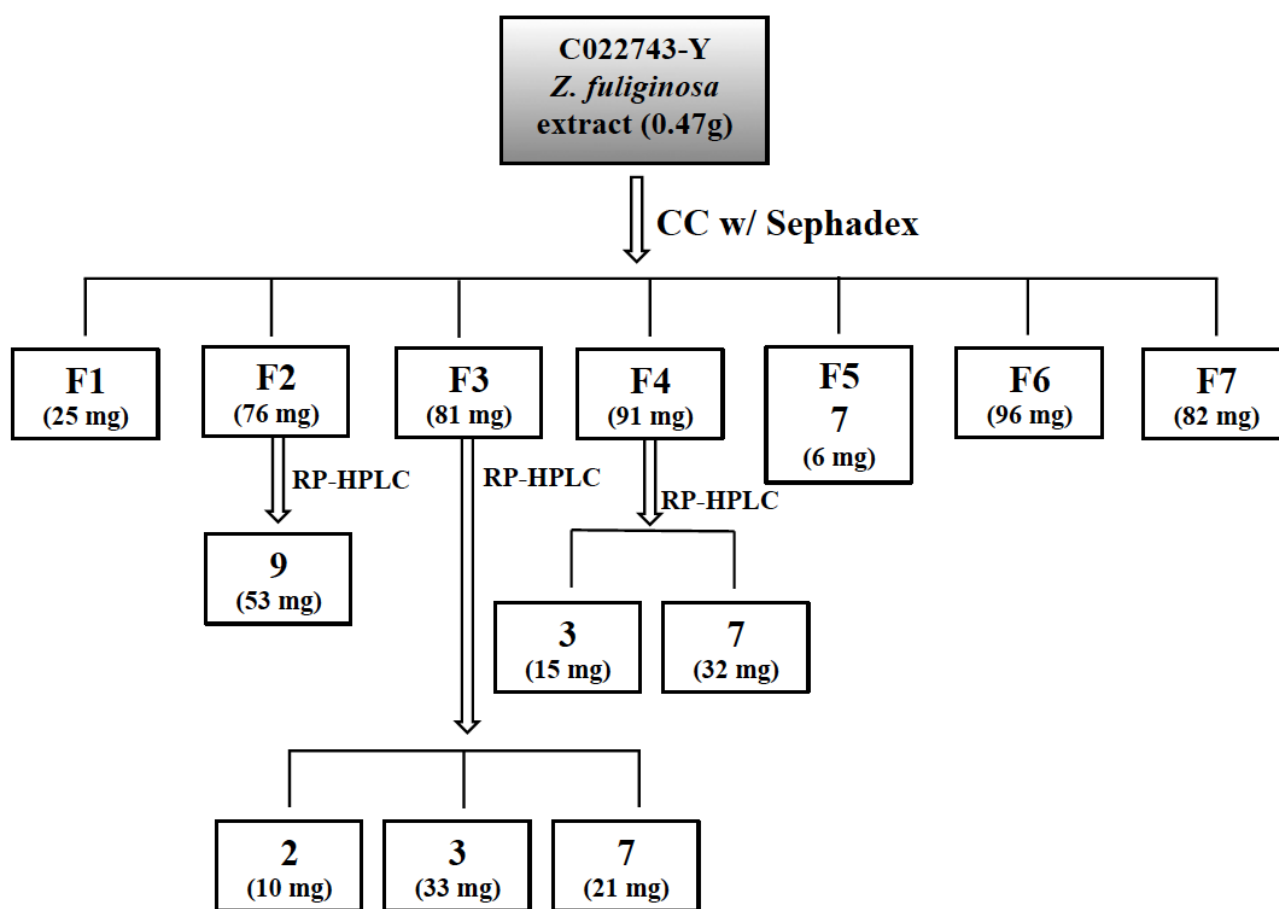 C022743-Y
Z. fuliginosa
extract (0.47g)
CC w/ Sephadex
F1
(25 mg)
F2
(76 mg)
F3
(81 mg)
F4
(91 mg)
F5
7
(6 mg)
F6
(96 mg)
F7
(82 mg)
RP-HPLC
RP-HPLC
RP-HPLC
9
(53 mg)
3
(15 mg)
7
(32 mg)
2
(10 mg)
3
(33 mg)
7
(21 mg)